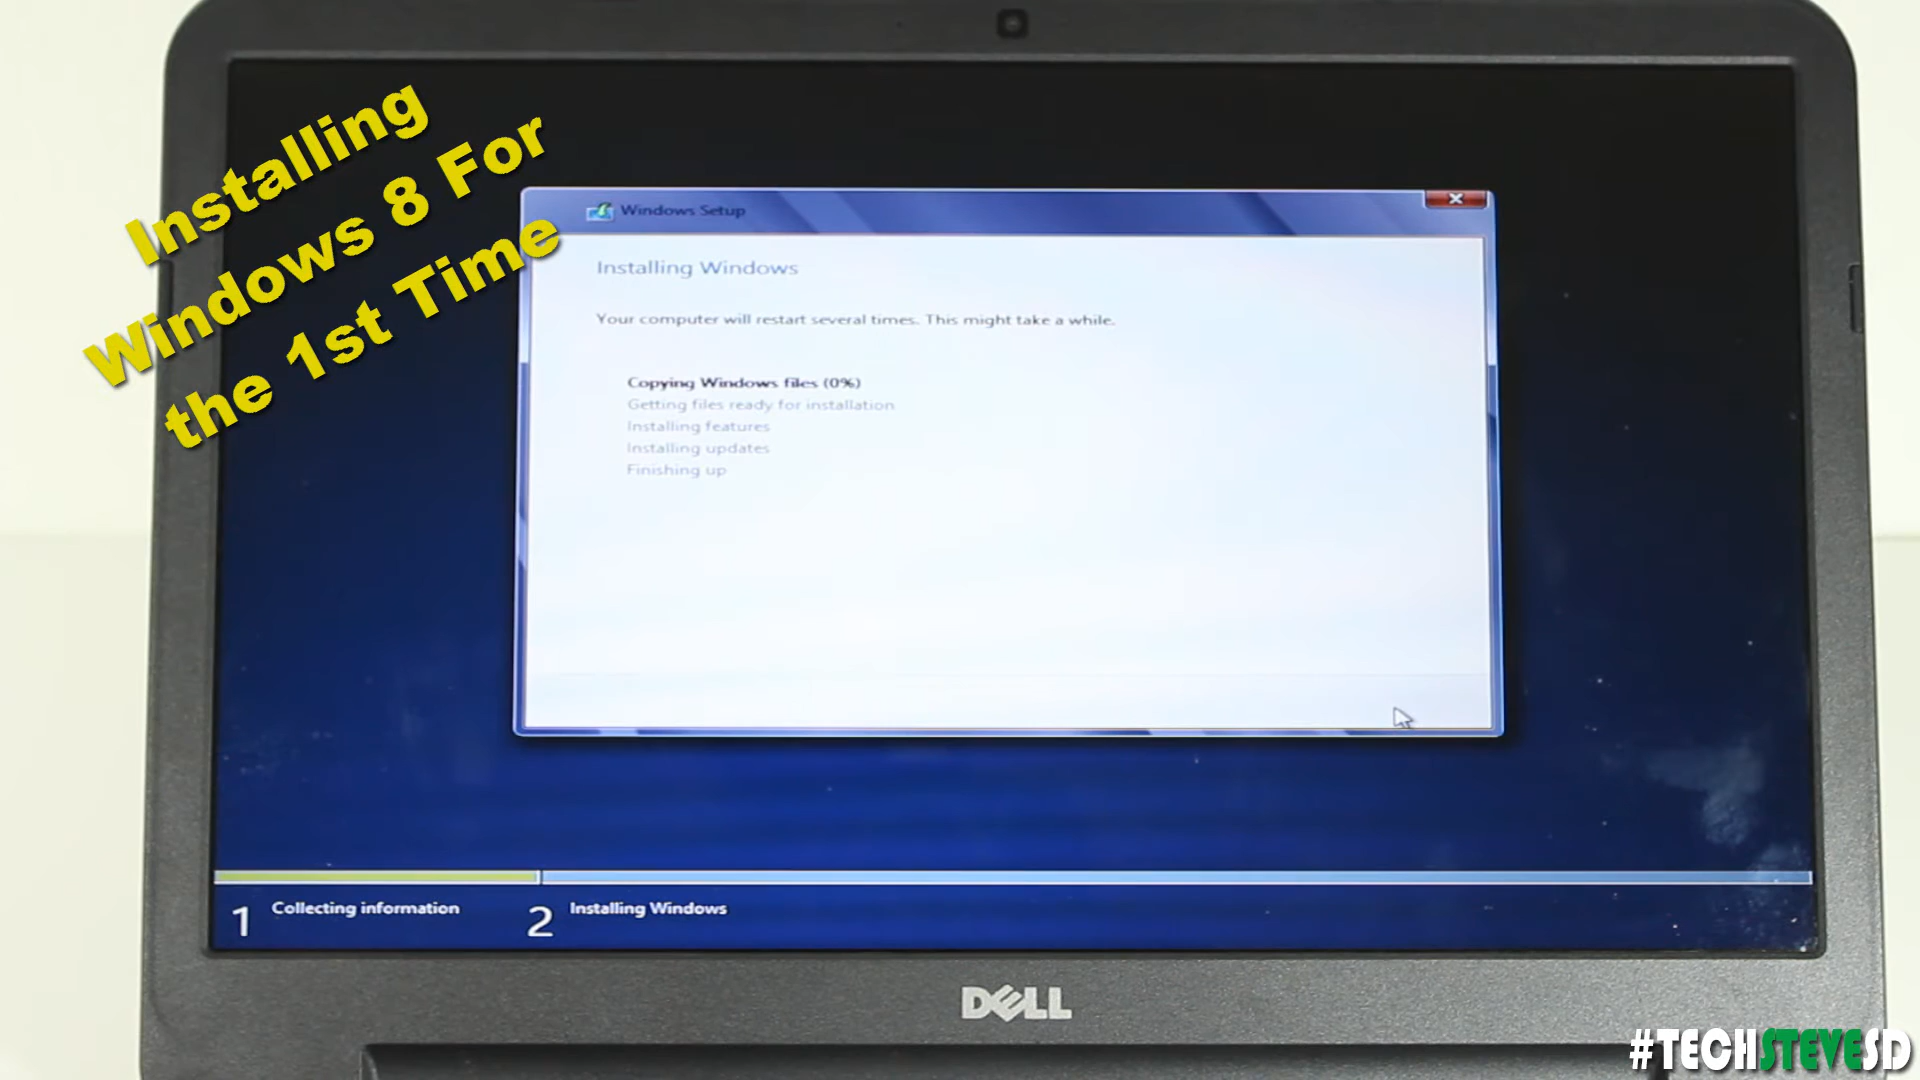 Installing
Windows 8 For
the 1st Time
Windows Setup
Installing Windows
Your computer will restart several times. This might take a while.
Copying Windows files (0%)
Getting files ready for installation
Installing features
Installing updates
Finishing up
1 Collecting information
2 Installing Windows
DELL
#TECHSTEVESD